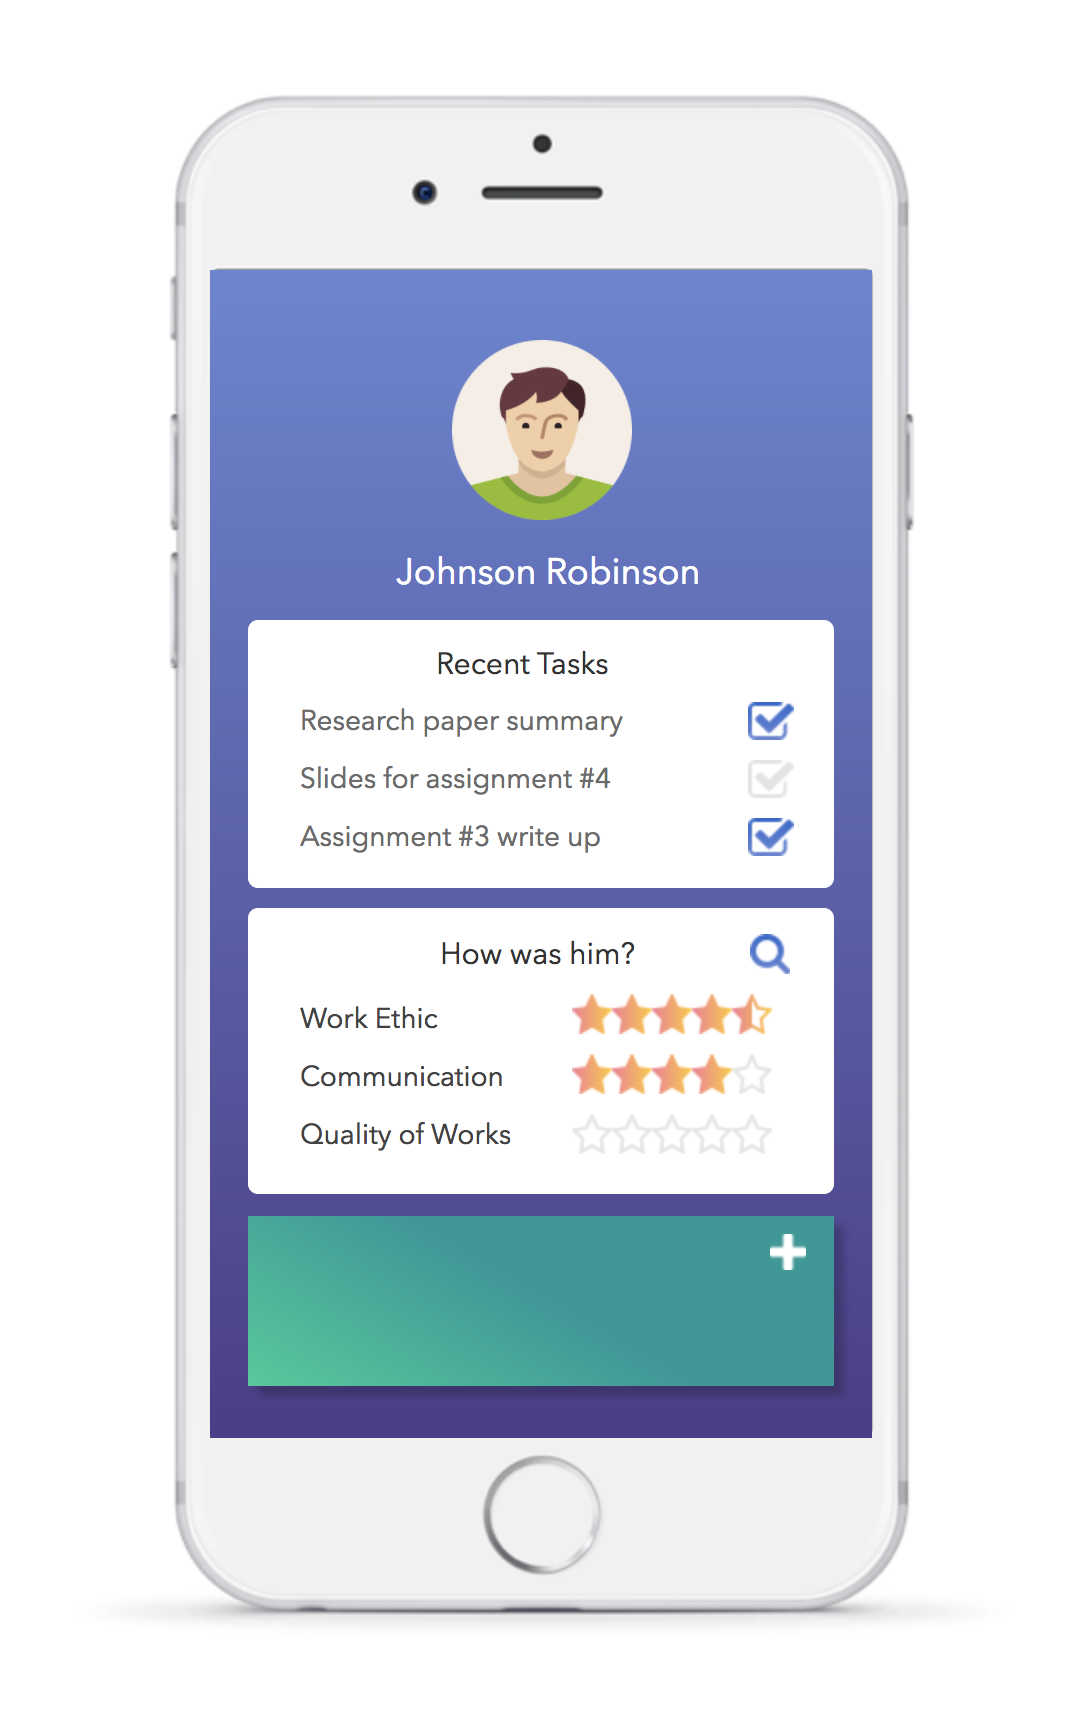 Johnson Robinson
Recent Tasks
Research paper summary
Slides for assignment #4
Assignment #3 write up
How was him?
Work Ethic
Communication
Quality of Works